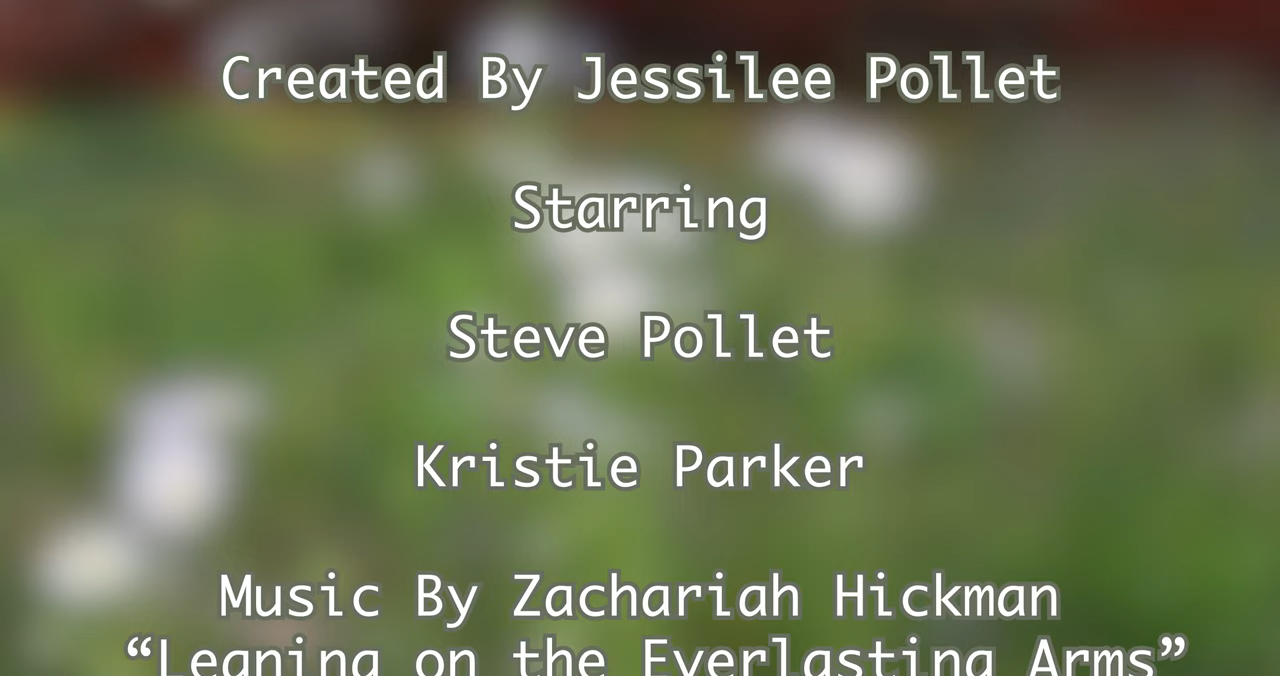 Created By Jessilee Pollet
Starring
Steve Pollet
Kristie Parker
Music By Zachariah Hickman
“Leaning on the Everlasting Arms”